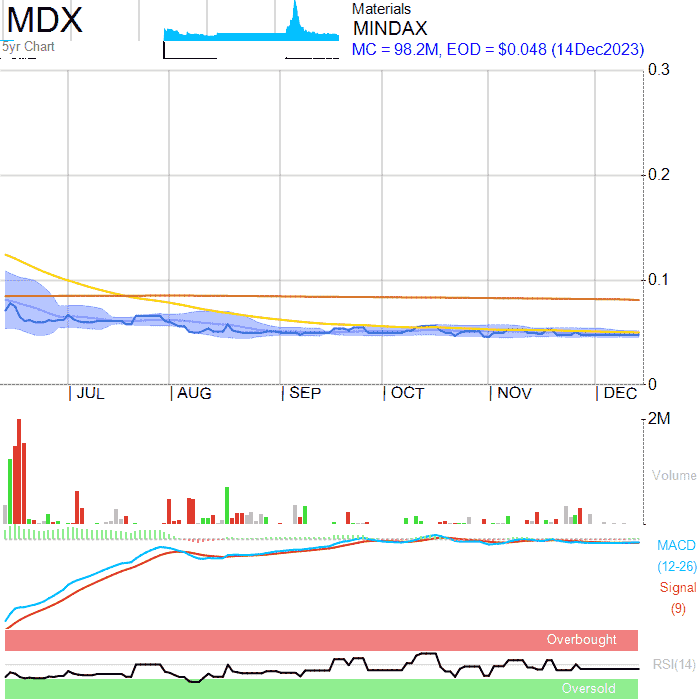 MDX
5yr Chart
Materials
MINDAX
MC = 98.2M, EOD = $0.048 (14Dec2023)
0.3
0.2
0.1
0
JUL AUG SEP OCT NOV DEC
2M
Volume
MACD
(12-26)
Signal
(9)
Overbought
RSI(14)
Oversold